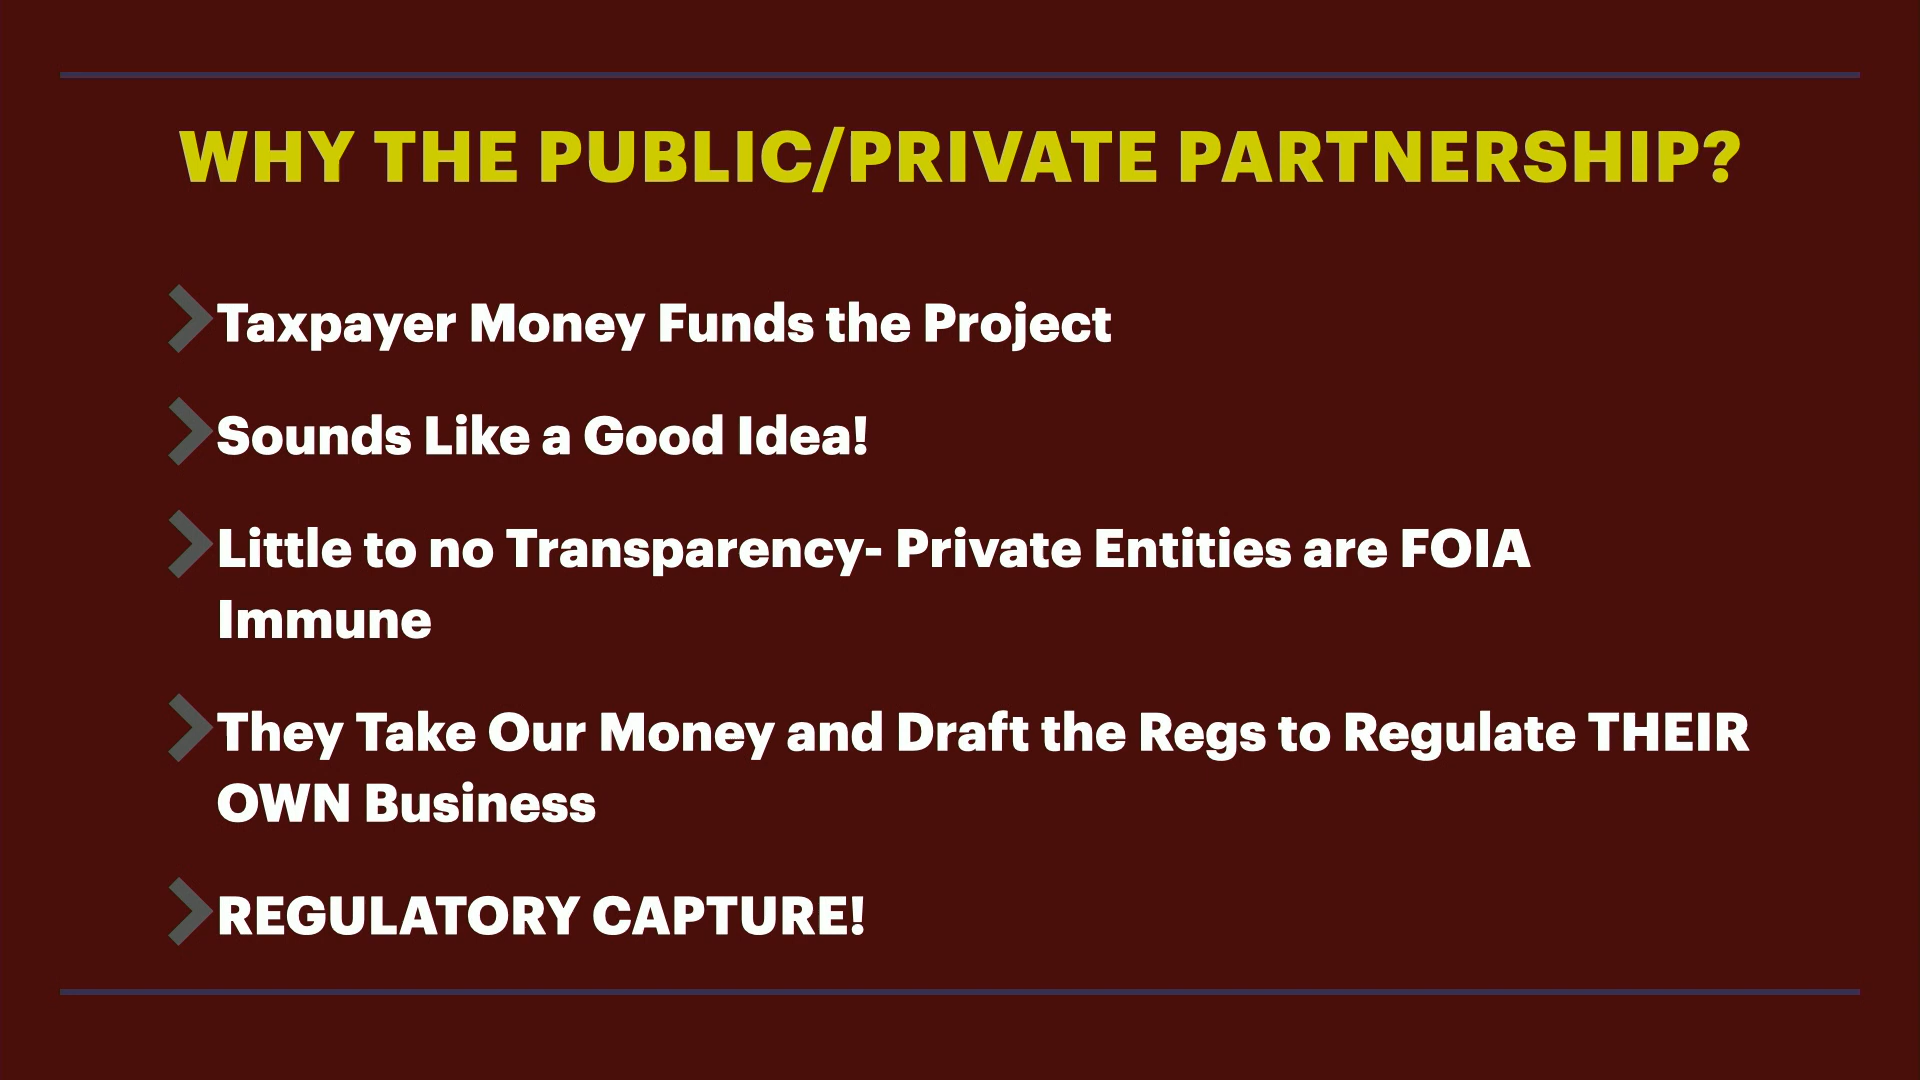 WHY THE PUBLIC/PRIVATE PARTNERSHIP?
Taxpayer Money Funds the Project
Sounds Like a Good Idea!
Little to no Transparency- Private Entities are FOIA
Immune
They Take Our Money and Draft the Regs to Regulate THEIR
OWN Business
REGULATORY CAPTURE!